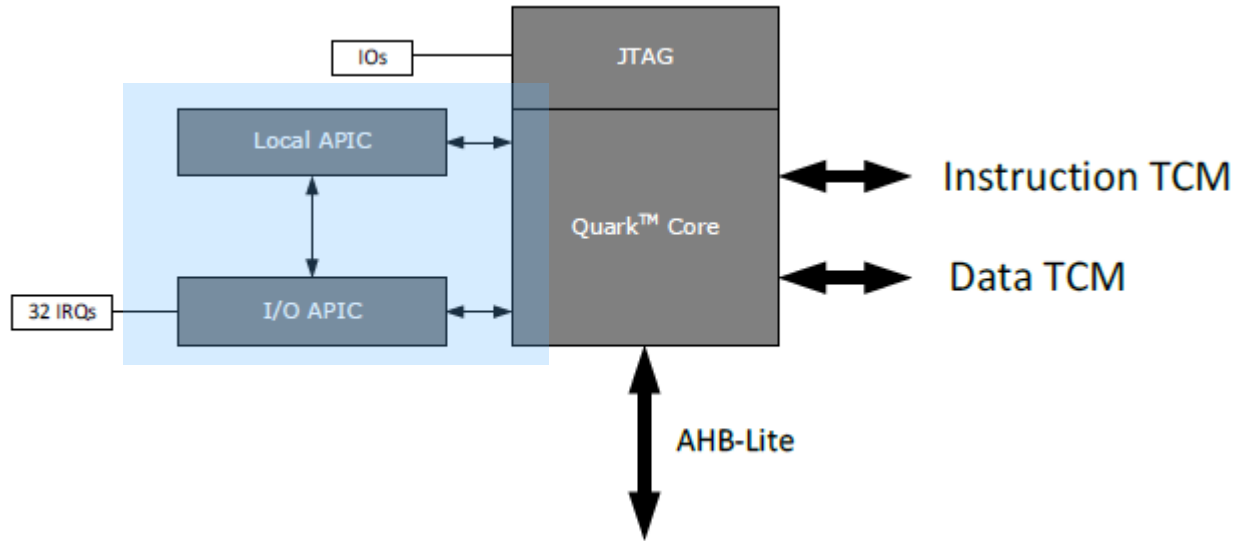 IOs
JTAG
Local APIC
Instruction TCM
Quark™ Core
Data TCM
32 IRQs
I/O APIC
AHB-Lite